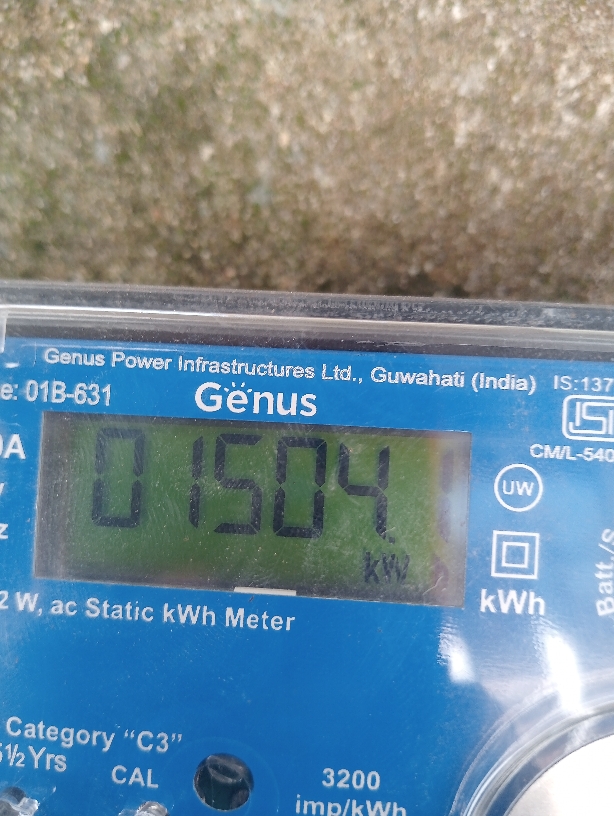 Genus Power Infrastructures Ltd., Guwahati (India)
IS:137
e: 01B-631
Genus
CM/L-540
0A
01504
kW
UW
kWh
Batt./s
2 W, ac Static kWh Meter
Category "C3"
5½ Yrs
CAL
3200
imp/kWh